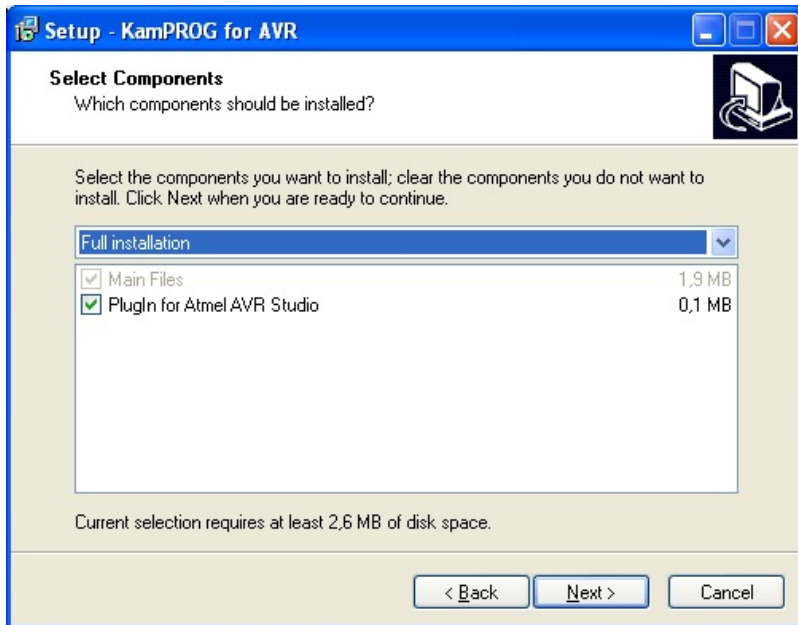 Setup - KamPROG for AVR
Select Components
Which components should be installed?
Select the components you want to install; clear the components you do not want to
install. Click Next when you are ready to continue.
Full installation
Main Files 1,9 MB
PlugIn for Atmel AVR Studio 0,1 MB
Current selection requires at least 2,6 MB of disk space.
< Back Next > Cancel